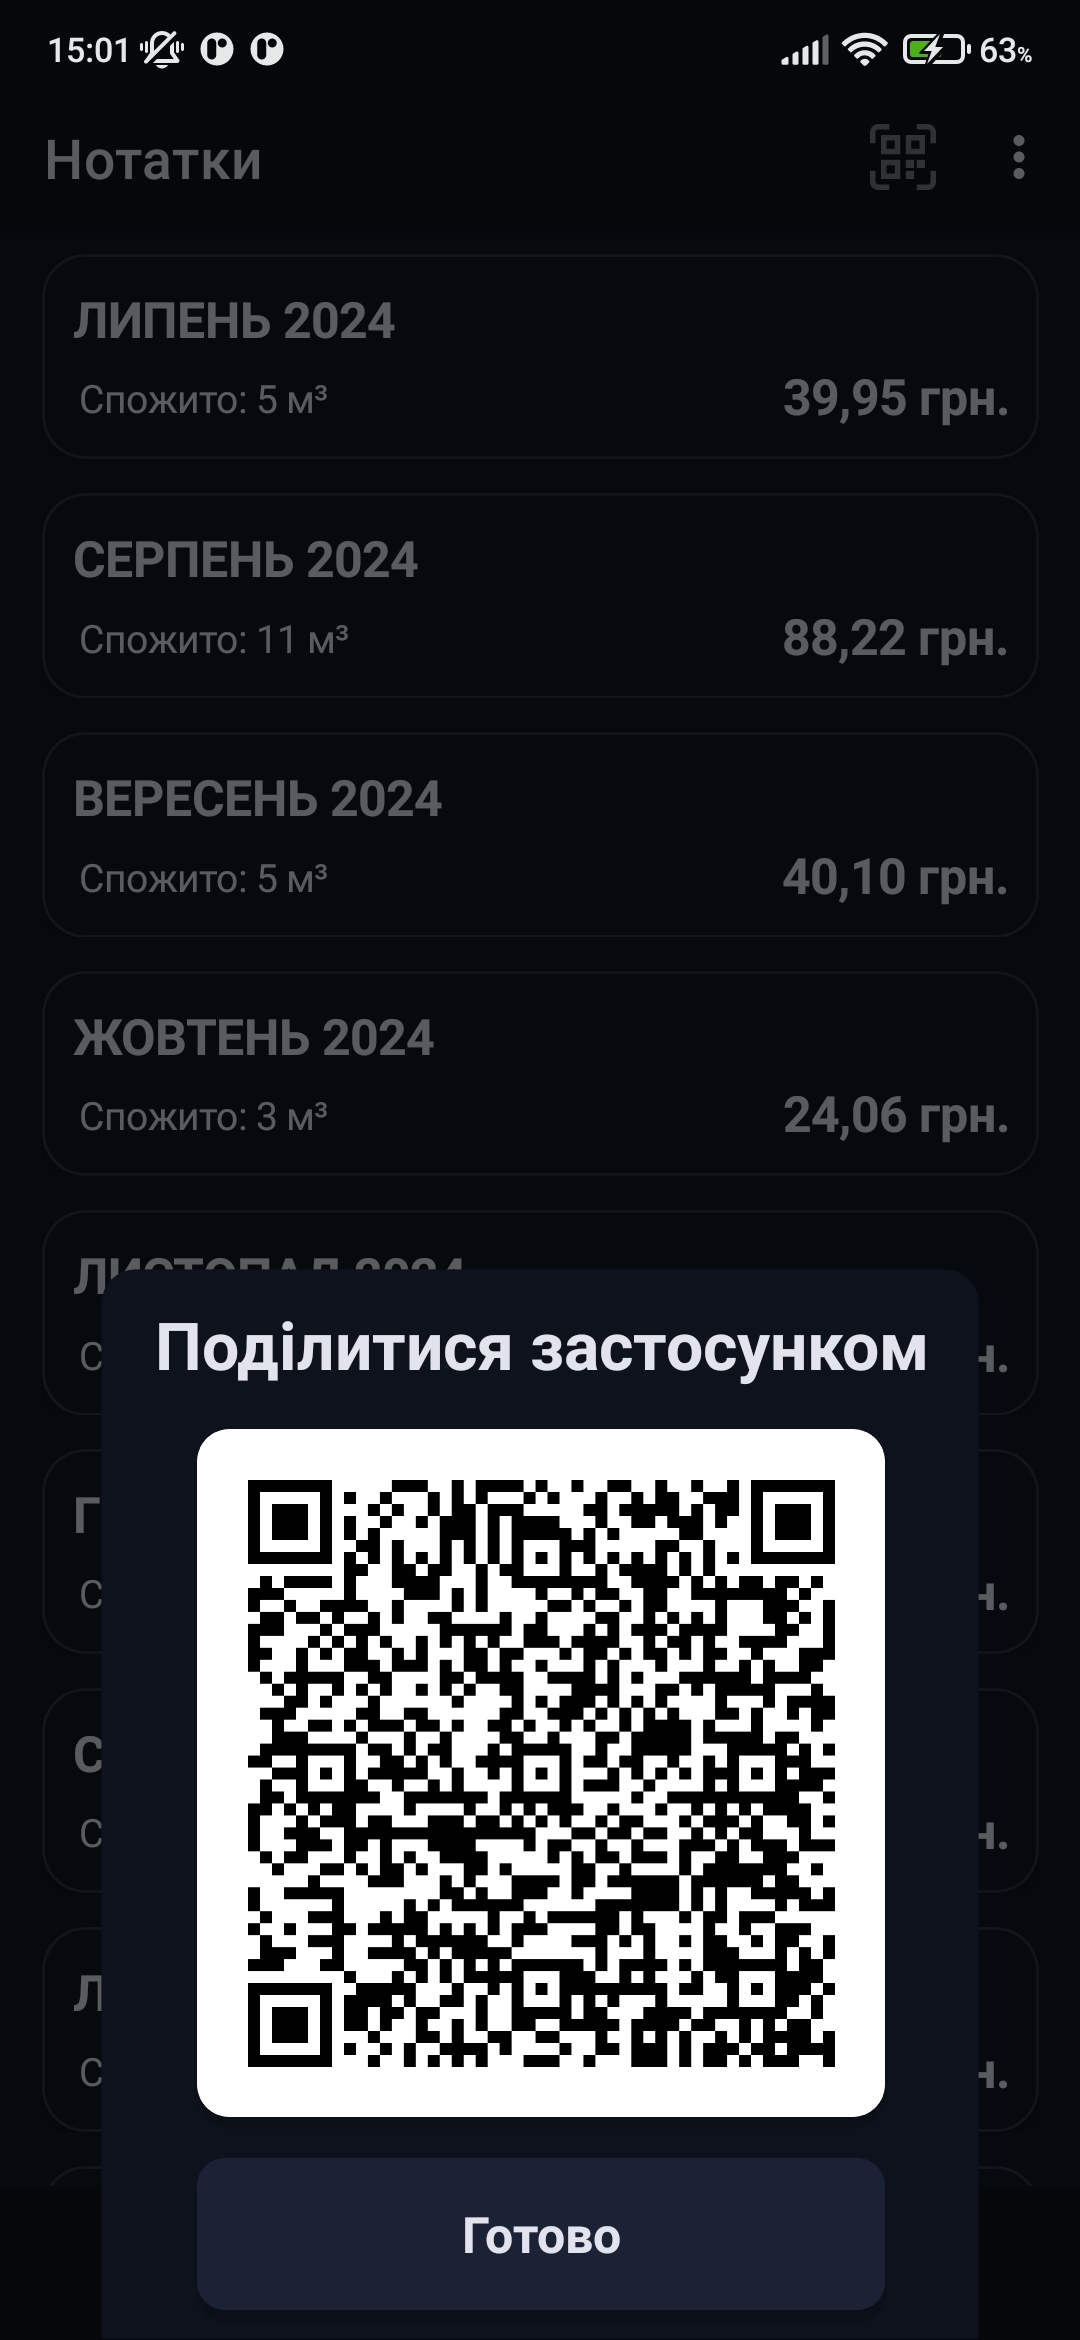 15:01 63%
Нотатки
ЛИПЕНЬ 2024
Спожито: 5 м³ 39,95 грн.
СЕРПЕНЬ 2024
Спожито: 11 м³ 88,22 грн.
ВЕРЕСЕНЬ 2024
Спожито: 5 м³ 40,10 грн.
ЖОВТЕНЬ 2024
Спожито: 3 м³ 24,06 грн.
ЛИСТОПАД 2024
Поділитися застосунком
Готово